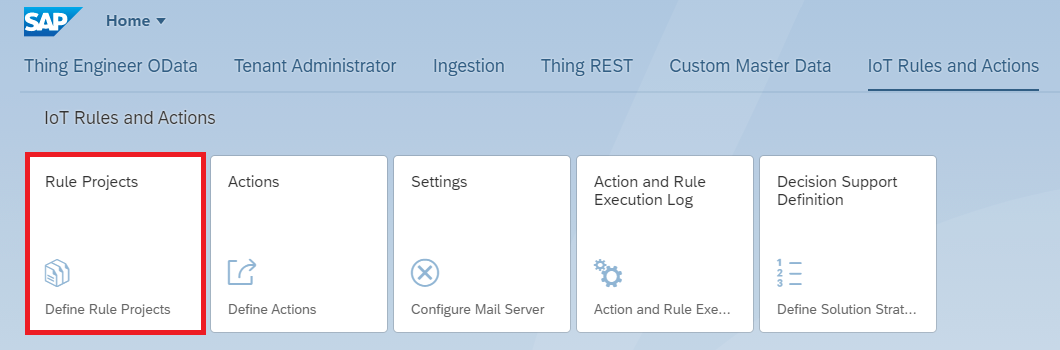 SAP Home
Thing Engineer OData Tenant Administrator Ingestion Thing REST Custom Master Data IoT Rules and Actions
IoT Rules and Actions
Rule Projects
Define Rule Projects
Actions
Define Actions
Settings
Configure Mail Server
Action and Rule
Execution Log
Action and Rule Exe...
Decision Support
Definition
1
2
3
Define Solution Strat...